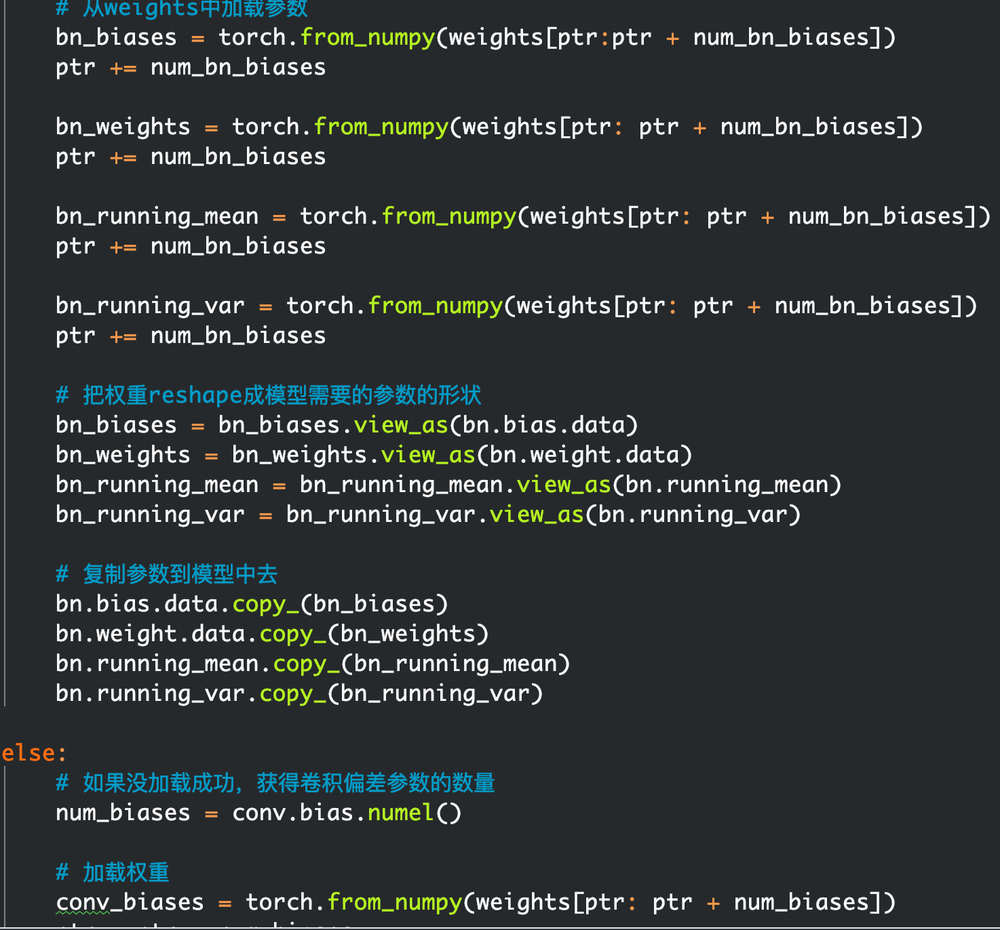 # 从weights中加载参数
bn_biases = torch.from_numpy(weights[ptr:ptr + num_bn_biases])
ptr += num_bn_biases
bn_weights = torch.from_numpy(weights[ptr: ptr + num_bn_biases])
ptr += num_bn_biases
bn_running_mean = torch.from_numpy(weights[ptr: ptr + num_bn_biases])
ptr += num_bn_biases
bn_running_var = torch.from_numpy(weights[ptr: ptr + num_bn_biases])
ptr += num_bn_biases
# 把权重reshape成模型需要的参数的形状
bn_biases = bn_biases.view_as(bn.bias.data)
bn_weights = bn_weights.view_as(bn.weight.data)
bn_running_mean = bn_running_mean.view_as(bn.running_mean)
bn_running_var = bn_running_var.view_as(bn.running_var)
# 复制参数到模型中去
bn.bias.data.copy_(bn_biases)
bn.weight.data.copy_(bn_weights)
bn.running_mean.copy_(bn_running_mean)
bn.running_var.copy_(bn_running_var)
else:
# 如果没加载成功，获得卷积偏差参数的数量
num_biases = conv.bias.numel()
# 加载权重
conv_biases = torch.from_numpy(weights[ptr: ptr + num_biases])